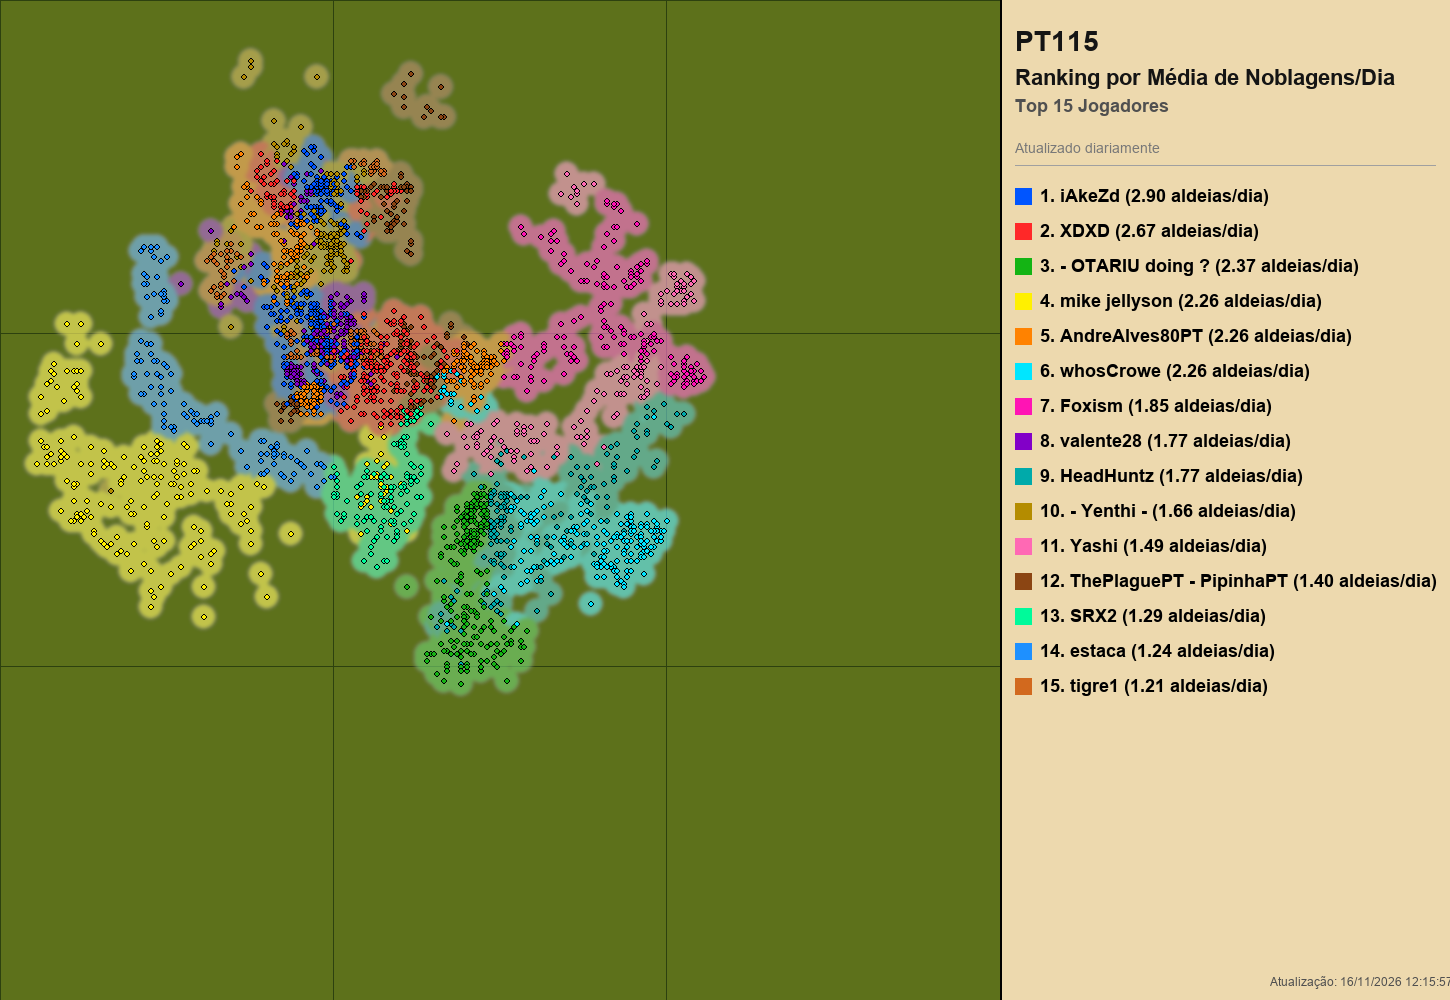 PT115
Ranking por Média de Noblagens/Dia
Top 15 Jogadores
Atualizado diariamente
1. iAkeZd (2.90 aldeias/dia)
2. XDXD (2.67 aldeias/dia)
3. - OTARIU doing ? (2.37 aldeias/dia)
4. mike jellyson (2.26 aldeias/dia)
5. AndreAlves80PT (2.26 aldeias/dia)
6. whosCrowe (2.26 aldeias/dia)
7. Foxism (1.85 aldeias/dia)
8. valente28 (1.77 aldeias/dia)
9. HeadHuntz (1.77 aldeias/dia)
10. - Yenthi - (1.66 aldeias/dia)
11. Yashi (1.49 aldeias/dia)
12. ThePlaguePT - PipinhaPT (1.40 aldeias/dia)
13. SRX2 (1.29 aldeias/dia)
14. estaca (1.24 aldeias/dia)
15. tigre1 (1.21 aldeias/dia)
Atualização: 16/11/2026 12:15:57